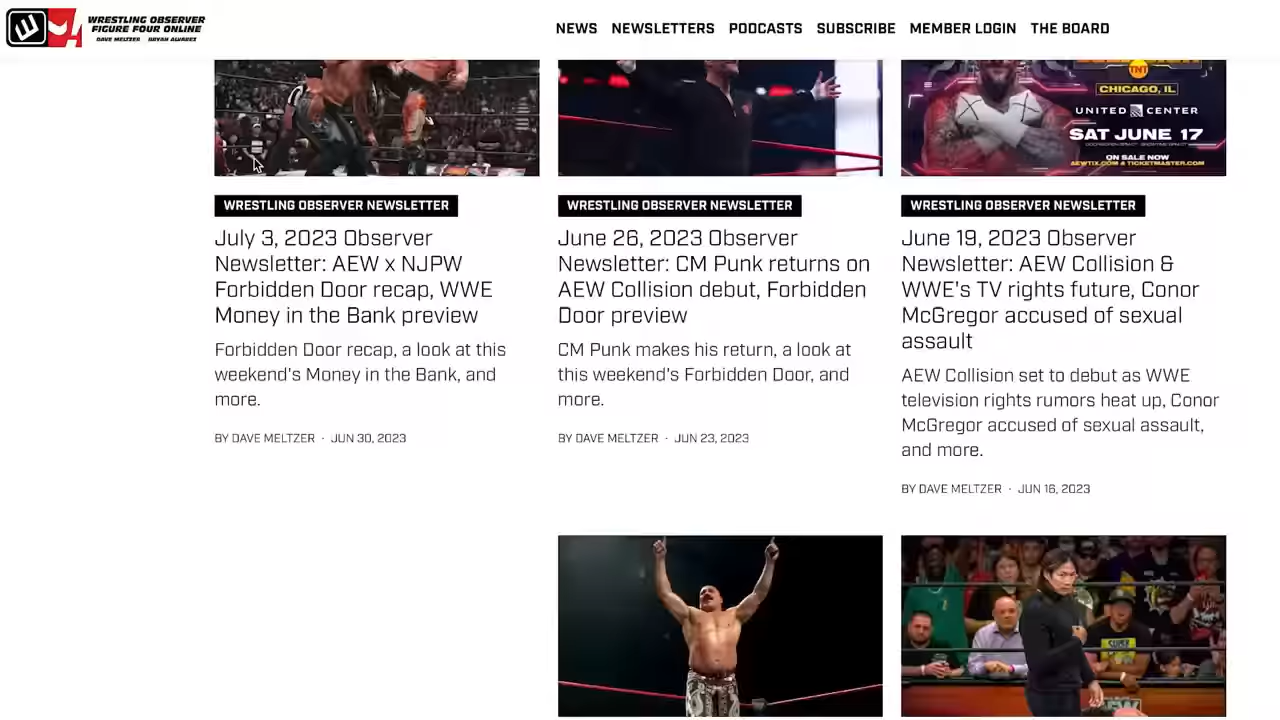 WRESTLING OBSERVER
FIGURE FOUR ONLINE
DAVE MELTZER BRYAN ALVAREZ
NEWS NEWSLETTERS PODCASTS SUBSCRIBE MEMBER LOGIN THE BOARD
TNT
CHICAGO, IL
UNITED CENTER
SAT JUNE 17
ON SALE NOW
AEWTIX.COM & TICKETMASTER.COM
WRESTLING OBSERVER NEWSLETTER
July 3, 2023 Observer
Newsletter: AEW x NJPW
Forbidden Door recap, WWE
Money in the Bank preview
Forbidden Door recap, a look at this
weekend's Money in the Bank, and
more.
BY DAVE MELTZER · JUN 30, 2023
WRESTLING OBSERVER NEWSLETTER
June 26, 2023 Observer
Newsletter: CM Punk returns on
AEW Collision debut, Forbidden
Door preview
CM Punk makes his return, a look at
this weekend's Forbidden Door, and
more.
BY DAVE MELTZER · JUN 23, 2023
WRESTLING OBSERVER NEWSLETTER
June 19, 2023 Observer
Newsletter: AEW Collision &
WWE's TV rights future, Conor
McGregor accused of sexual
assault
AEW Collision set to debut as WWE
television rights rumors heat up, Conor
McGregor accused of sexual assault,
and more.
BY DAVE MELTZER · JUN 16, 2023
SUPER
AEW